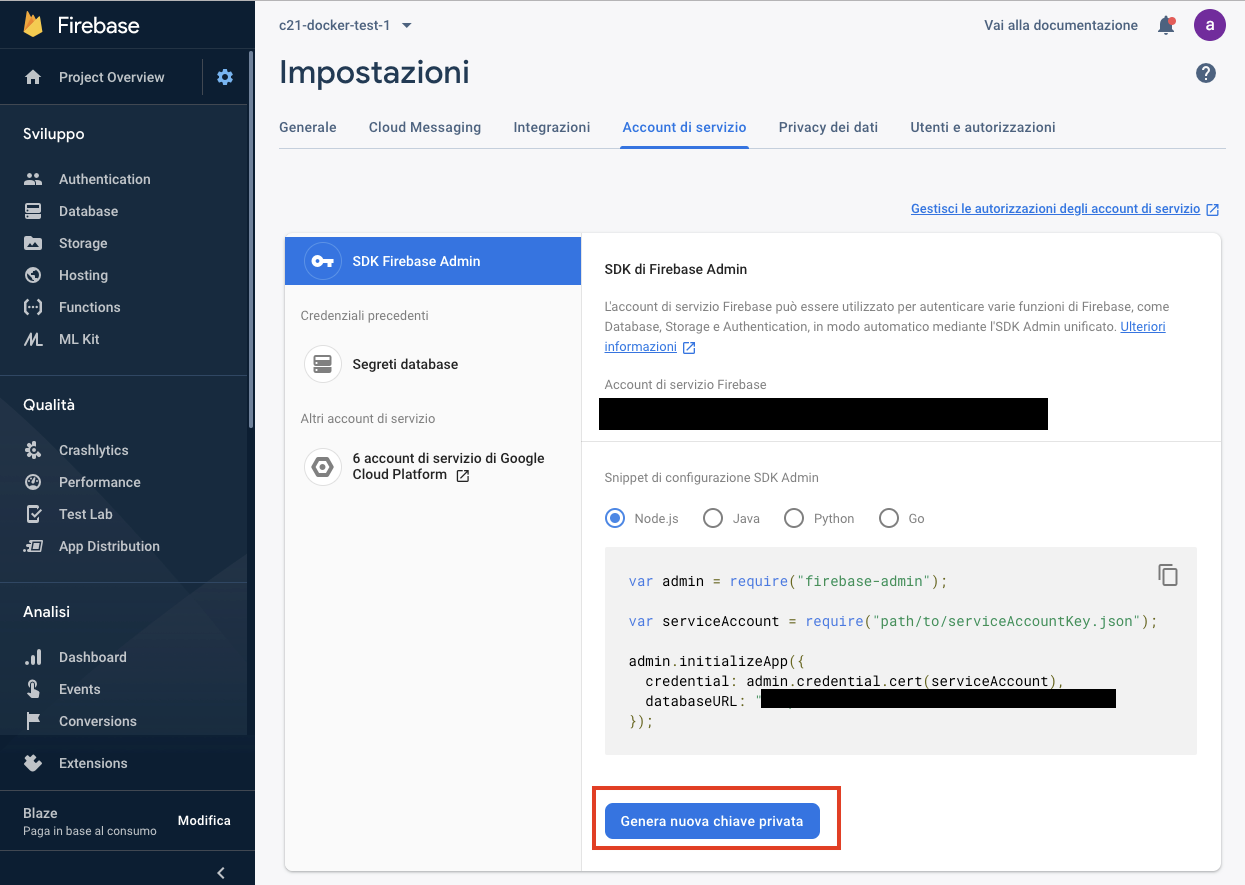 Firebase
Project Overview
Sviluppo
Authentication
Database
Storage
Hosting
Functions
ML Kit
Qualità
Crashlytics
Performance
Test Lab
App Distribution
Analisi
Dashboard
Events
Conversions
Extensions
Blaze
Paga in base al consumo
Modifica
c21-docker-test-1
Vai alla documentazione
a
Impostazioni
?
Generale
Cloud Messaging
Integrazioni
Account di servizio
Privacy dei dati
Utenti e autorizzazioni
Gestisci le autorizzazioni degli account di servizio
SDK Firebase Admin
Credenziali precedenti
Segreti database
Altri account di servizio
6 account di servizio di Google
Cloud Platform
SDK di Firebase Admin
L'account di servizio Firebase può essere utilizzato per autenticare varie funzioni di Firebase, come
Database, Storage e Authentication, in modo automatico mediante l'SDK Admin unificato. Ulteriori
informazioni
Account di servizio Firebase
Snippet di configurazione SDK Admin
Node.js
Java
Python
Go
var admin = require("firebase-admin");
var serviceAccount = require("path/to/serviceAccountKey.json");
admin.initializeApp({
credential: admin.credential.cert(serviceAccount),
databaseURL: "
});
Genera nuova chiave privata